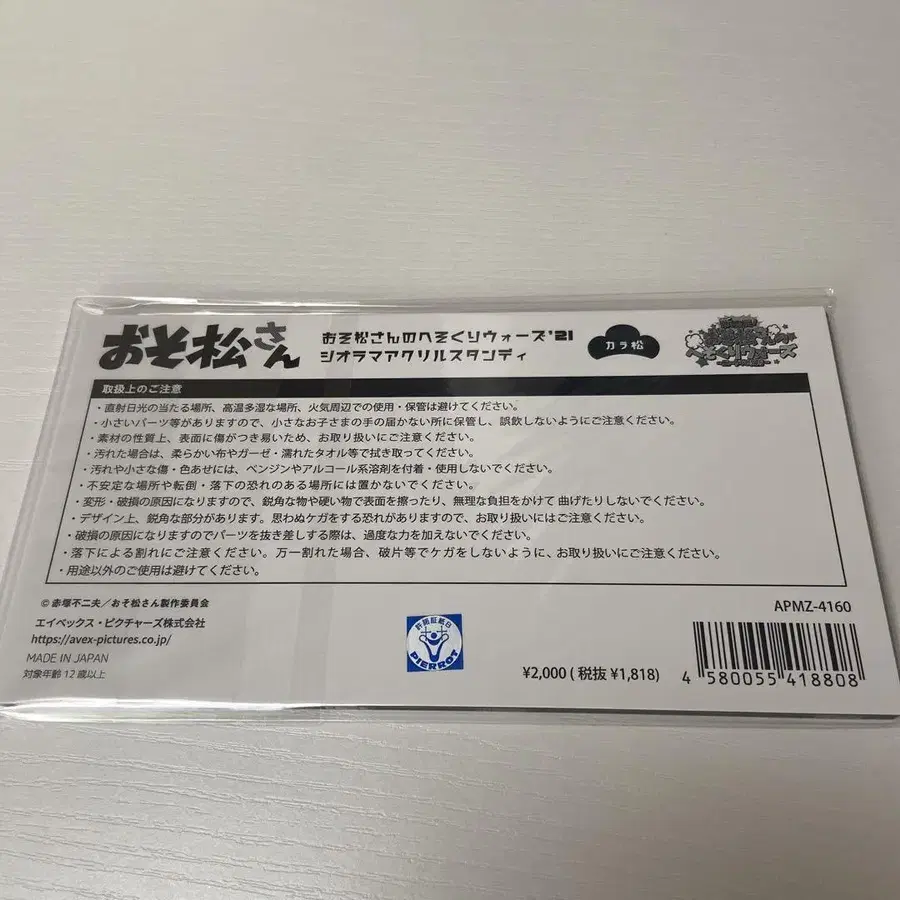 おそ松さん
おそ松さんのへそくりウォーズ'21
ジオラマアクリルスタンディ
カラ松
へそくりウォーズ
取扱上のご注意
・直射日光の当たる場所、高温多湿な場所、火気周辺での使用・保管は避けてください。
・小さいパーツ等がありますので、小さなお子さまの手の届かない所に保管し、誤飲しないようにご注意ください。
・素材の性質上、表面に傷がつき易いため、お取り扱いにご注意ください。
・汚れた場合は、柔らかい布やガーゼ・濡れたタオル等で拭き取ってください。
・汚れや小さな傷・色あせには、ベンジンやアルコール系溶剤を付着・使用しないでください。
・不安定な場所や転倒・落下の恐れのある場所には置かないでください。
・変形・破損の原因になりますので、鋭角な物や硬い物で表面を擦ったり、無理な負担をかけて曲げたりしないでください。
・デザイン上、鋭角な部分があります。思わぬケガをする恐れがありますので、お取り扱いにはご注意ください。
・破損の原因になりますのでパーツを抜き差しする際は、過度な力を加えないでください。
・落下による割れにご注意ください。万一割れた場合、破片等でケガをしないように、お取り扱いにご注意ください。
・用途以外のご使用は避けてください。
© 赤塚不二夫／おそ松さん製作委員会
エイベックス・ピクチャーズ株式会社
https://avex-pictures.co.jp/
MADE IN JAPAN
対象年齢 12 歳以上
許諾証紙B
PIERROT
¥2,000 ( 税抜 ¥1,818)
APMZ-4160
4 580055 418808